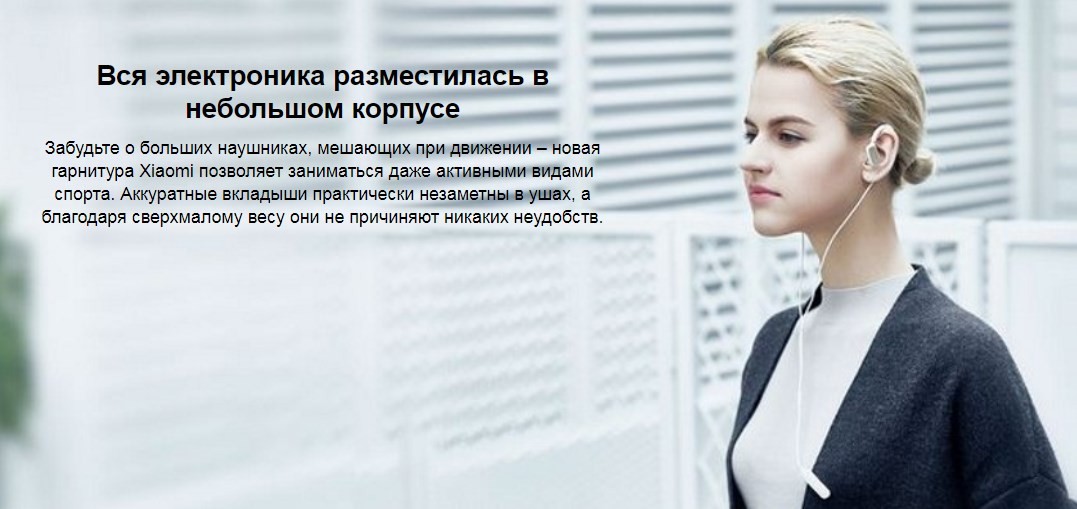 Вся электроника разместилась в
небольшом корпусе
Забудьте о больших наушниках, мешающих при движении – новая
гарнитура Xiaomi позволяет заниматься даже активными видами
спорта. Аккуратные вкладыши практически незаметны в ушах, а
благодаря сверхмалому весу они не причиняют никаких неудобств.